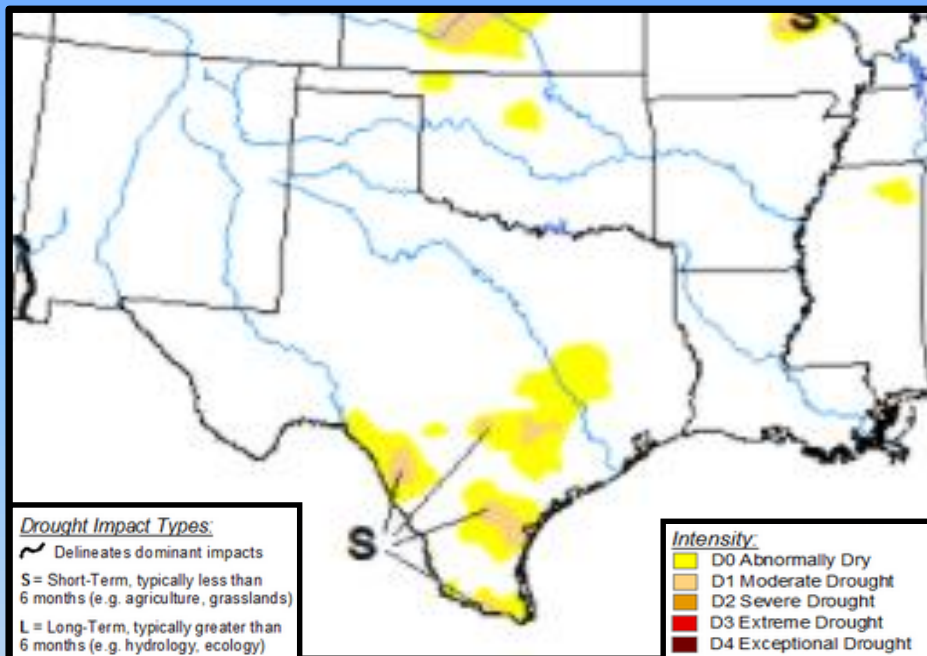 S
S
Drought Impact Types:
Delineates dominant impacts
S = Short-Term, typically less than
6 months (e.g. agriculture, grasslands)
L = Long-Term, typically greater than
6 months (e.g. hydrology, ecology)
Intensity:
D0 Abnormally Dry
D1 Moderate Drought
D2 Severe Drought
D3 Extreme Drought
D4 Exceptional Drought